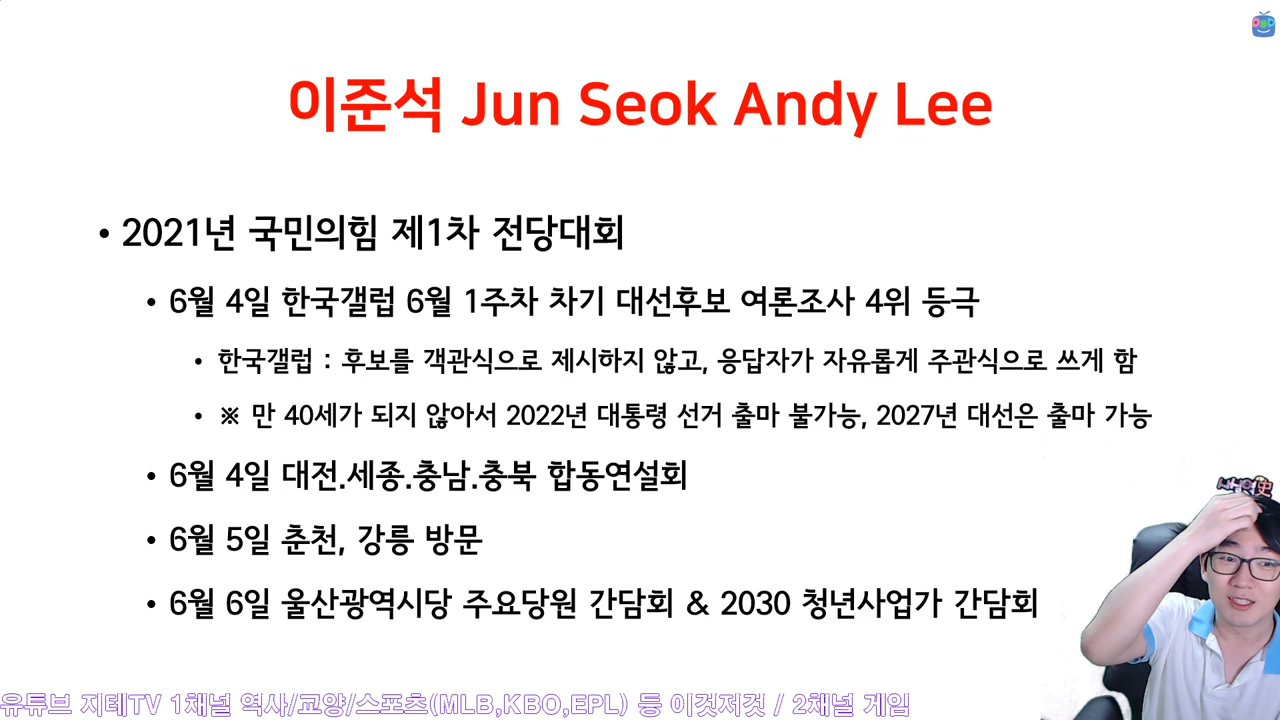 이준석 Jun Seok Andy Lee
• 2021년 국민의힘 제1차 전당대회
• 6월 4일 한국갤럽 6월 1주차 차기 대선후보 여론조사 4위 등극
• 한국갤럽 : 후보를 객관식으로 제시하지 않고, 응답자가 자유롭게 주관식으로 쓰게 함
• ※ 만 40세가 되지 않아서 2022년 대통령 선거 출마 불가능, 2027년 대선은 출마 가능
• 6월 4일 대전.세종.충남.충북 합동연설회
• 6월 5일 춘천, 강릉 방문
• 6월 6일 울산광역시당 주요당원 간담회 & 2030 청년사업가 간담회
유튜브 지테TV 1채널 역사/교양/스포츠(MLB,KBO,EPL) 등 이것저것 / 2채널 게임